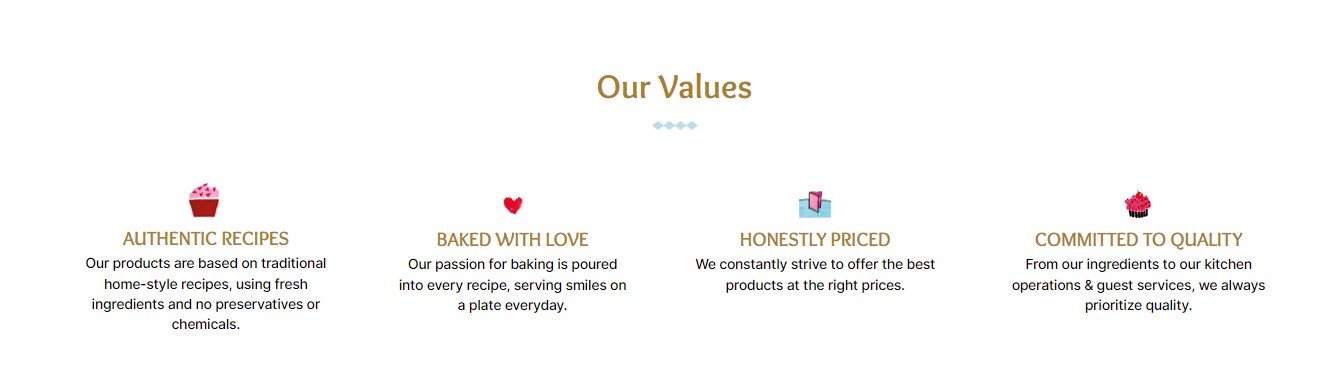 Our Values
AUTHENTIC RECIPES
Our products are based on traditional
home-style recipes, using fresh
ingredients and no preservatives or
chemicals.
BAKED WITH LOVE
Our passion for baking is poured
into every recipe, serving smiles on
a plate everyday.
HONESTLY PRICED
We constantly strive to offer the best
products at the right prices.
COMMITTED TO QUALITY
From our ingredients to our kitchen
operations & guest services, we always
prioritize quality.